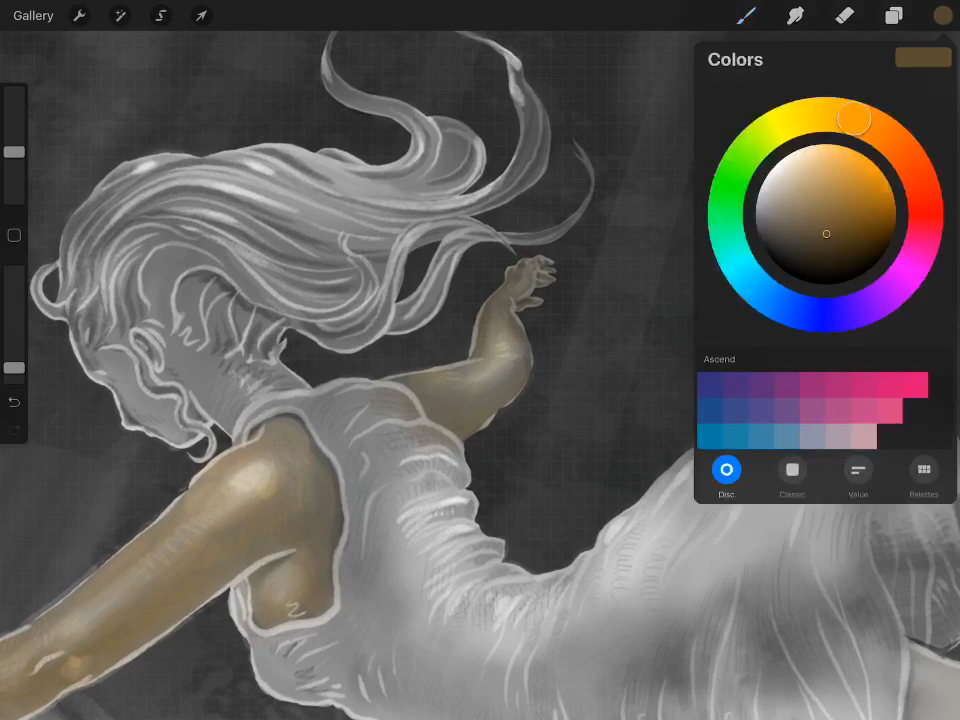 Gallery
Colors
Ascend
Disc
Classic
Value
Palettes